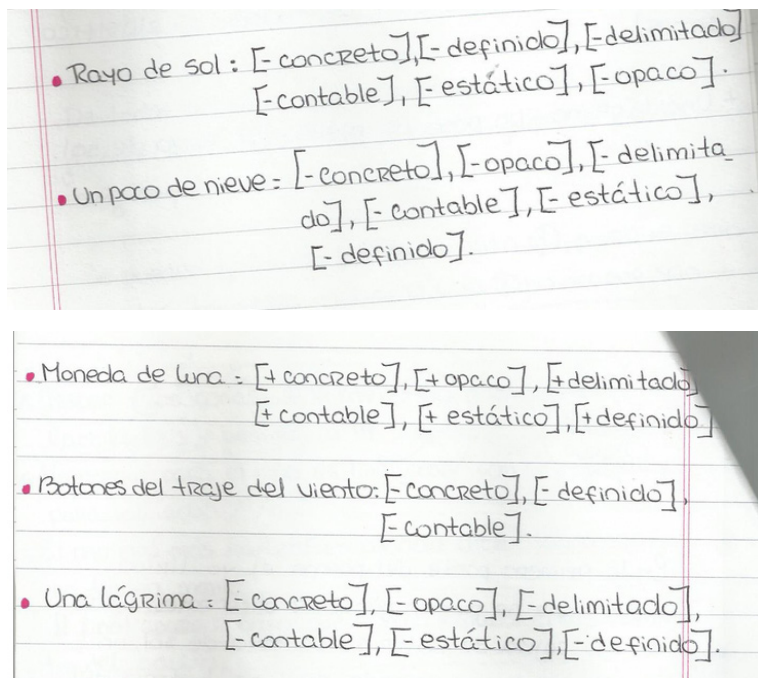 • Rayo de sol: [-concreto],[-definido],[-delimitado]
[-contable], [-estático], [-opaco].
• Un poco de nieve: [-concreto], [-opaco], [-delimita_
do], [-contable], [-estático],
[-definido].
• Moneda de luna: [+concreto], [+opaco], [+delimitado]
[+contable], [+estático], [+definido]
• Botones del traje del viento: [-concreto], [-definido],
[-contable].
• Una lágrima: [-concreto], [-opaco], [-delimitado],
[-contable], [-estático], [-definido].